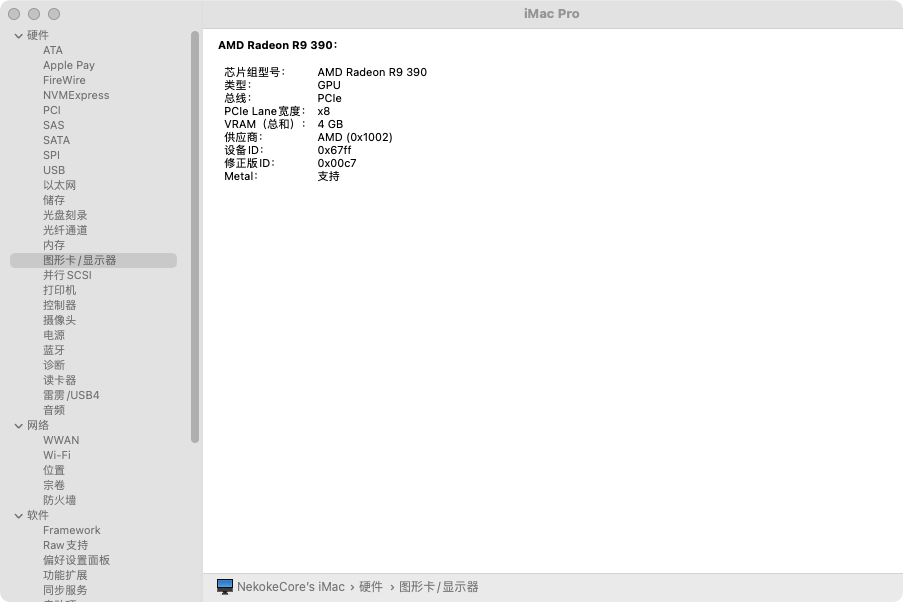 iMac Pro
硬件
ATA
Apple Pay
FireWire
NVMExpress
PCI
SAS
SATA
SPI
USB
以太网
储存
光盘刻录
光纤通道
内存
图形卡/显示器
并行SCSI
打印机
控制器
摄像头
电源
蓝牙
诊断
读卡器
雷雳/USB4
音频
网络
WWAN
Wi-Fi
位置
宗卷
防火墙
软件
Framework
Raw支持
偏好设置面板
功能扩展
同步服务
AMD Radeon R9 390:
芯片组型号: AMD Radeon R9 390
类型: GPU
总线: PCIe
PCIe Lane宽度: x8
VRAM（总和）: 4 GB
供应商: AMD (0x1002)
设备ID: 0x67ff
修正版ID: 0x00c7
Metal: 支持
NekokeCore's iMac › 硬件 › 图形卡/显示器